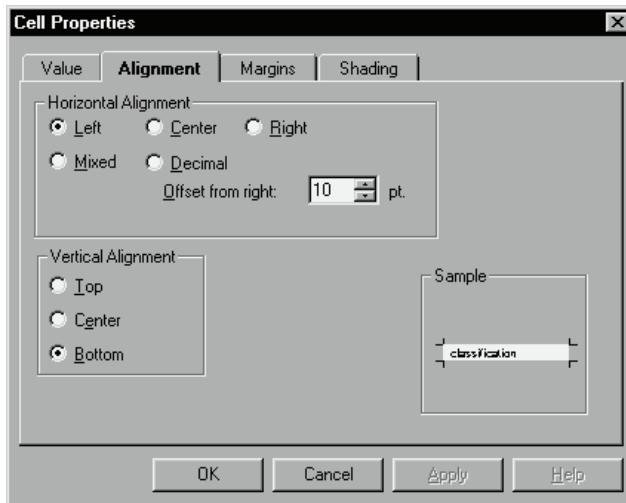 Cell Properties
Value Alignment Margins Shading
Horizontal Alignment
Left Center Right
Mixed Decimal
Offset from right: 10 pt.
Vertical Alignment
Top
Center
Bottom
Sample
classification
OK Cancel Apply Help